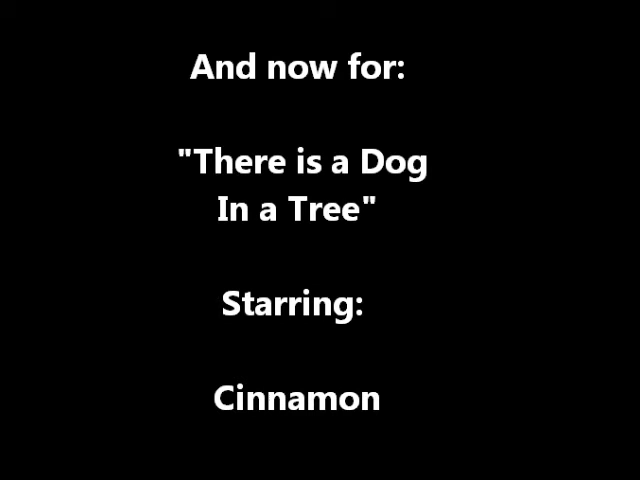 And now for:
"There is a Dog
In a Tree"
Starring:
Cinnamon